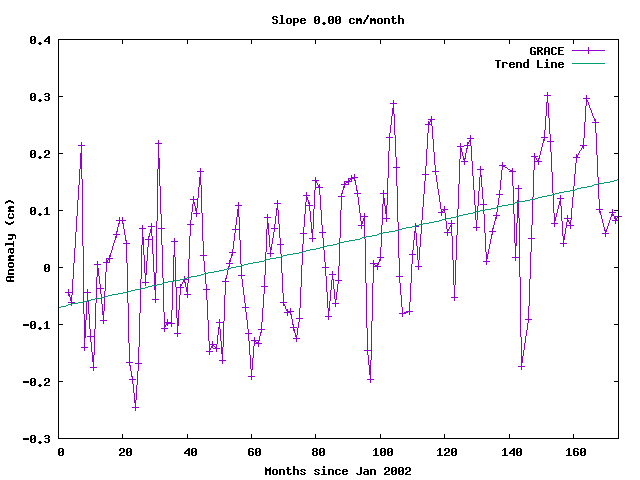 Slope 0.00 cm/month
GRACE
Trend Line
0.4
0.3
0.2
0.1
0
-0.1
-0.2
-0.3
Anomaly (cm)
0 20 40 60 80 100 120 140 160
Months since Jan 2002